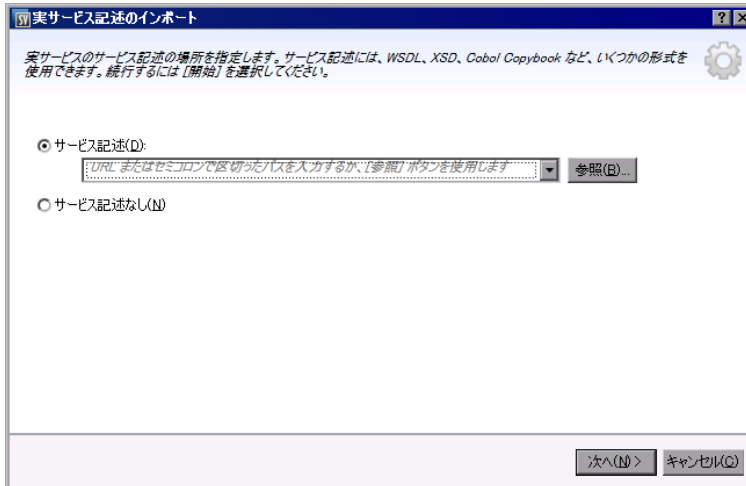 SV 実サービス記述のインポート
実サービスのサービス記述の場所を指定します。サービス記述には、WSDL、XSD、Cobol Copybook など、いくつかの形式を
使用できます。続行するには [開始] を選択してください。
サービス記述(D):
URL またはセミコロンで区切ったパスを入力するか、[参照] ボタンを使用します
参照(B)...
サービス記述なし(N)
次へ(N) >
キャンセル(C)